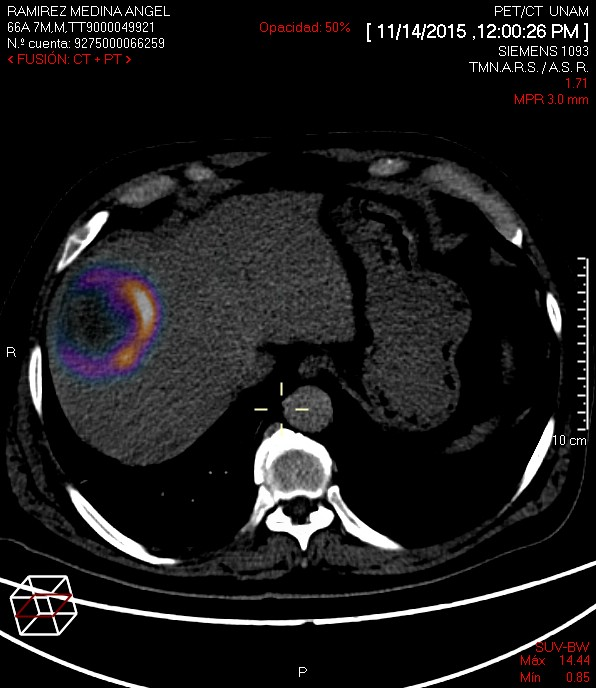 RAMIREZ MEDINA ANGEL
66A 7M,M,TT9000049921
N.º cuenta: 9275000066259
< FUSIÓN: CT + PT >
Opacidad: 50%
PET/CT UNAM
[ 11/14/2015 ,12:00:26 PM ]
SIEMENS 1093
TMN.A.R.S. / A.S. R.
1.71
MPR 3.0 mm
R
10 cm
P
SUV-BW
Máx 14.44
Mín 0.85